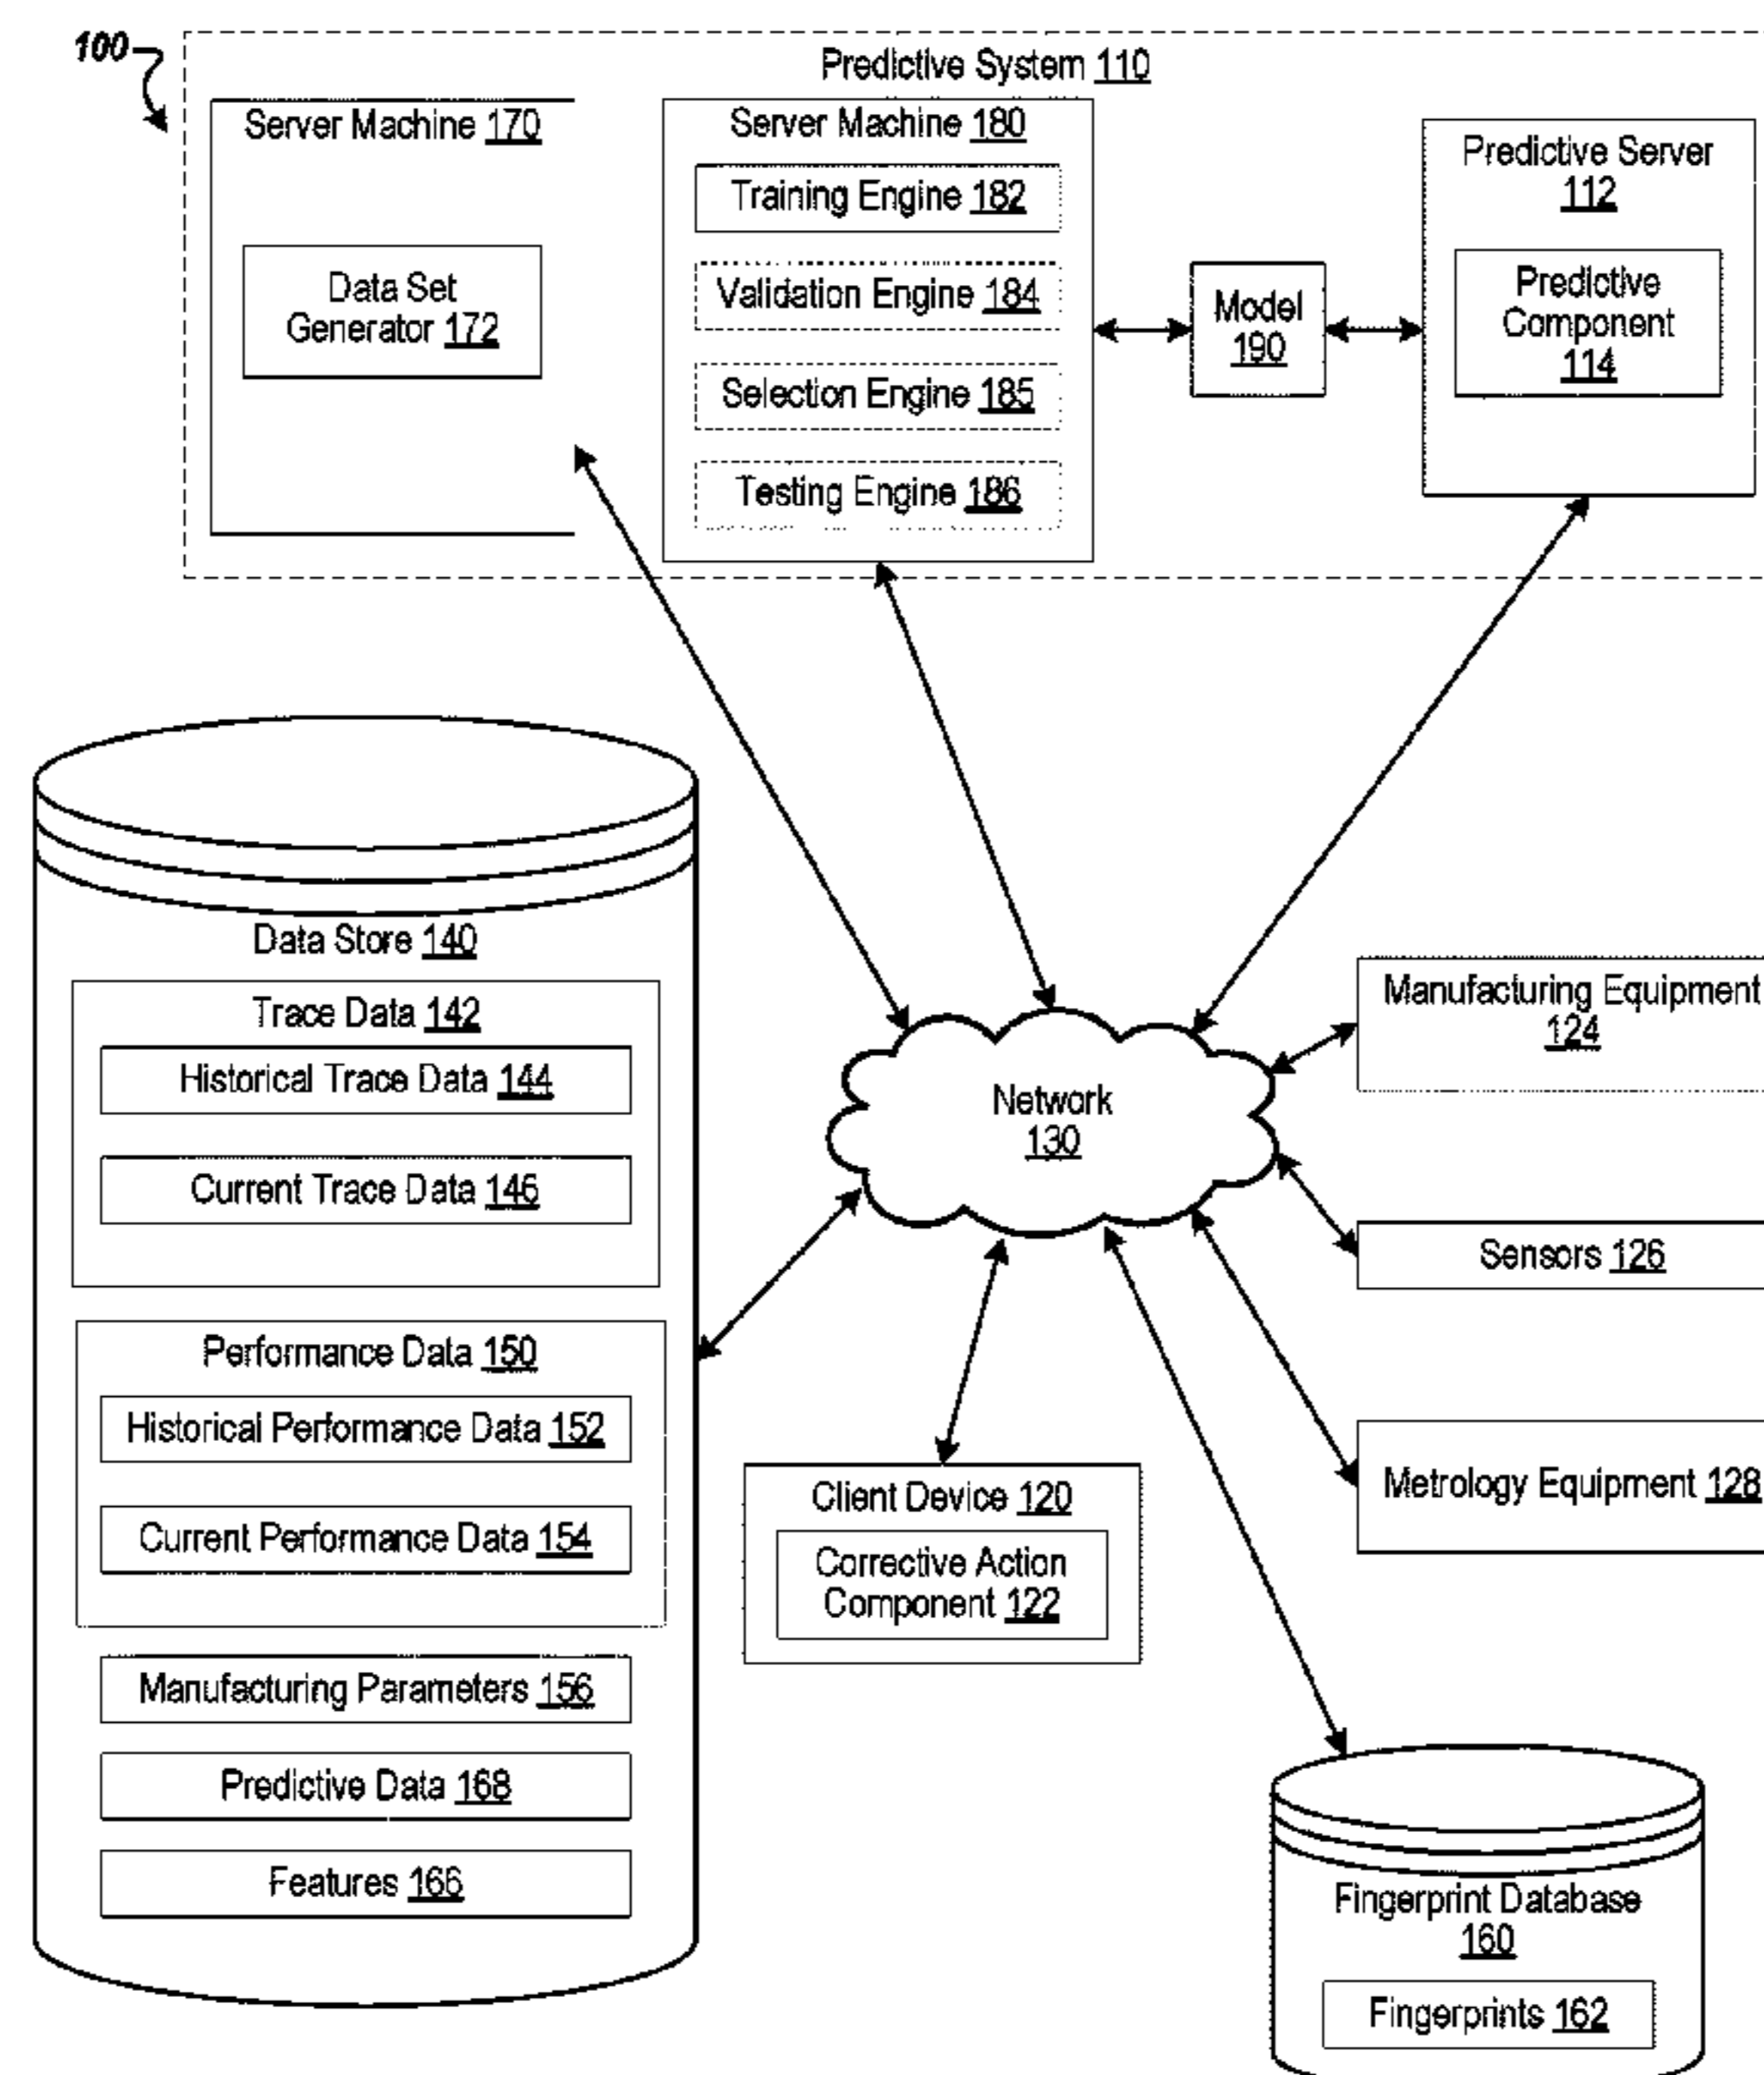 100
Predictive System 110
Server Machine 170
Data Set
Generator 172
Server Machine 180
Training Engine 182
Validation Engine 184
Selection Engine 185
Testing Engine 186
Model
190
Predictive Server
112
Predictive
Component
114
Data Store 140
Trace Data 142
Historical Trace Data 144
Current Trace Data 146
Performance Data 150
Historical Performance Data 152
Current Performance Data 154
Manufacturing Parameters 156
Predictive Data 168
Features 166
Network
130
Manufacturing Equipment
124
Sensors 126
Metrology Equipment 128
Client Device 120
Corrective Action
Component 122
Fingerprint Database
160
Fingerprints 162